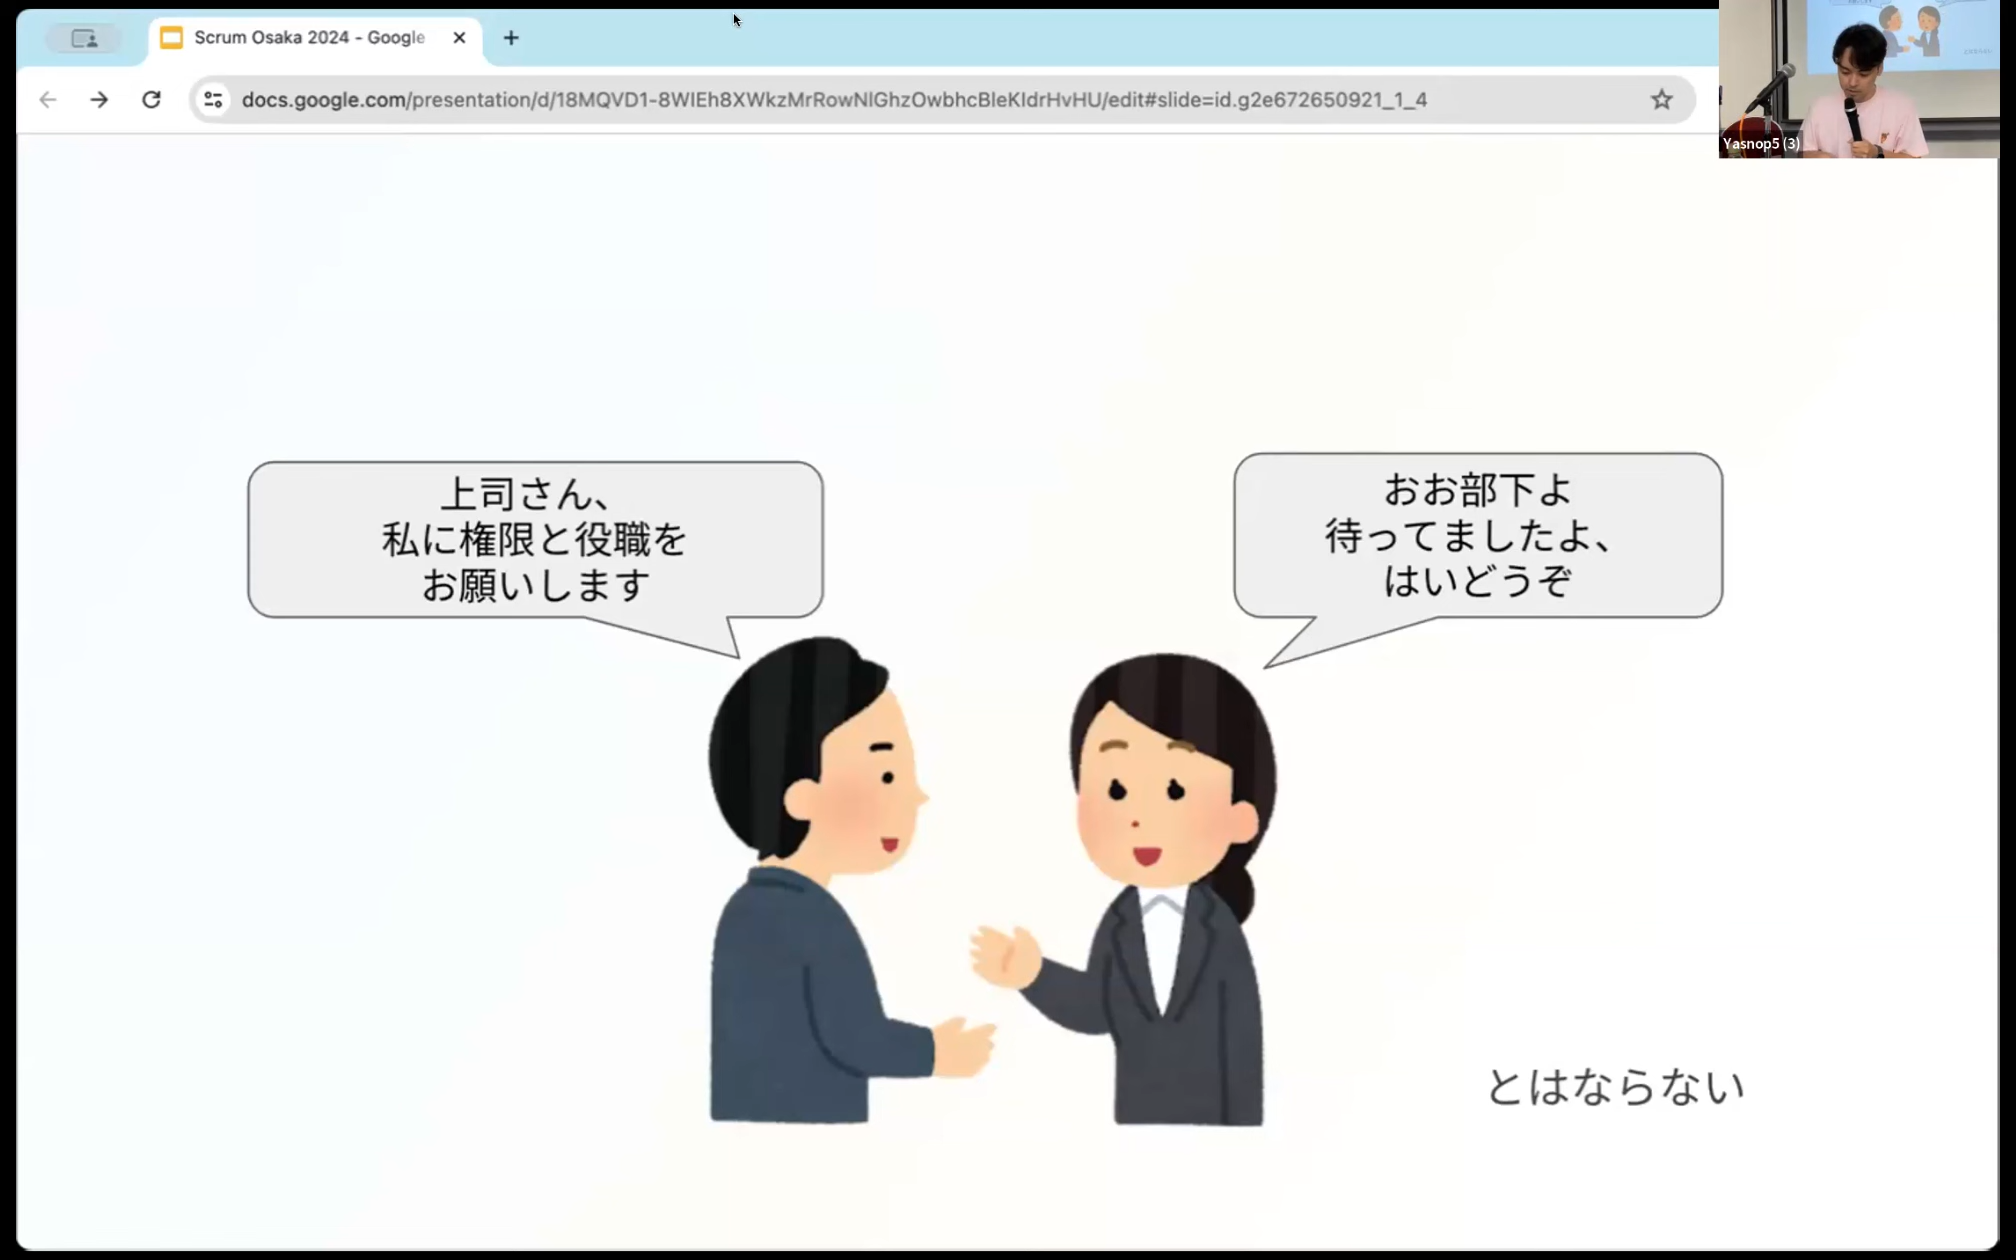 Scrum Osaka 2024 - Google
docs.google.com/presentation/d/18MQVD1-8WIEh8XWkzMrRowNlGhzOwbhcBleKIdrHvHU/edit#slide=id.g2e672650921_1_4
Yasnop5 (3)
上司さん、
私に権限と役職を
お願いします
おお部下よ
待ってましたよ、
はいどうぞ
とはならない